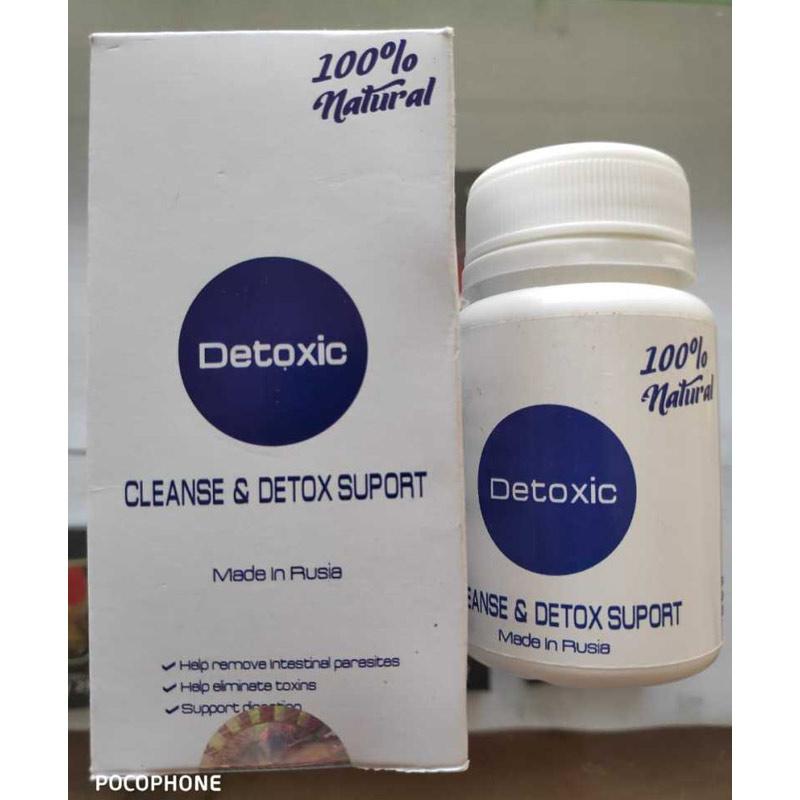 100%
Natural
Detoxic
CLEANSE & DETOX SUPORT
Made In Rusia
Help remove intestinal parasites
Help eliminate toxins
Support
100%
Natural
Detoxic
EANSE & DETOX SUPORT
Made In Rusia
POCOPHONE